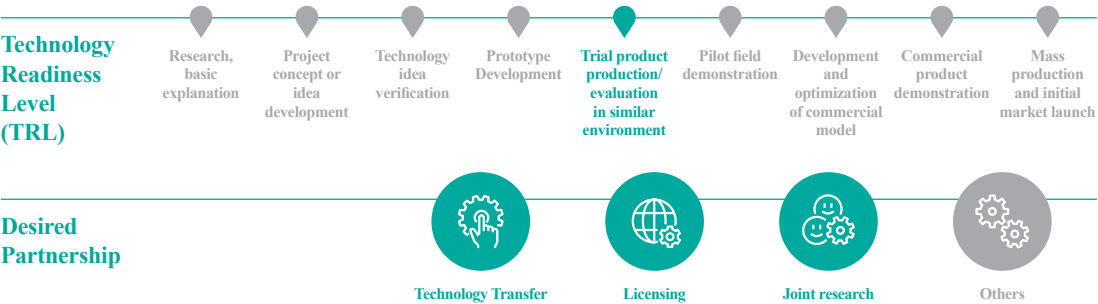 Technology
Readiness
Level
(TRL)
Research,
basic
explanation
Project
concept or
idea
development
Technology
idea
verification
Prototype
Development
Trial product
production/
evaluation
in similar
environment
Pilot field
demonstration
Development
and
optimization
of commercial
model
Commercial
product
demonstration
Mass
production
and initial
market launch
Desired
Partnership
Technology Transfer
Licensing
Joint research
Others